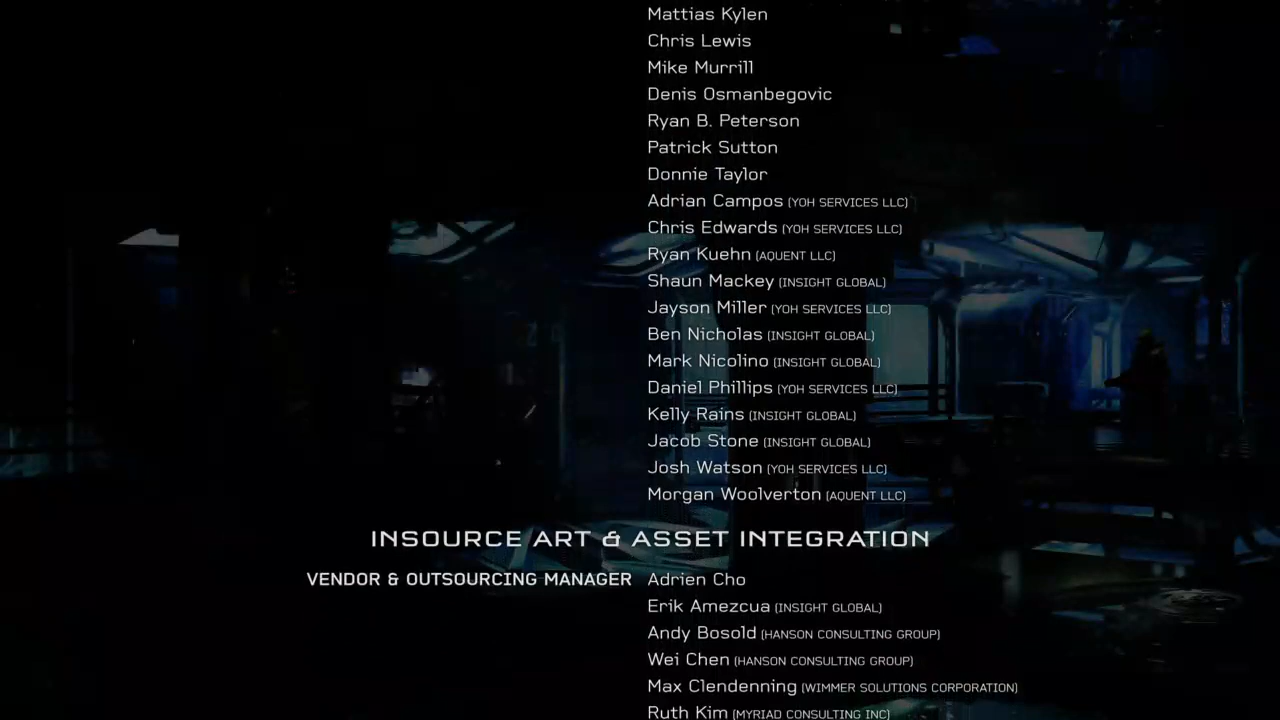 Mattias Kylen
Chris Lewis
Mike Murrill
Denis Osmanbegovic
Ryan B. Peterson
Patrick Sutton
Donnie Taylor
Adrian Campos (YOH SERVICES LLC)
Chris Edwards (YOH SERVICES LLC)
Ryan Kuehn (AQUENT LLC)
Shaun Mackey (INSIGHT GLOBAL)
Jayson Miller (YOH SERVICES LLC)
Ben Nicholas (INSIGHT GLOBAL)
Mark Nicolino (INSIGHT GLOBAL)
Daniel Phillips (YOH SERVICES LLC)
Kelly Rains (INSIGHT GLOBAL)
Jacob Stone (INSIGHT GLOBAL)
Josh Watson (YOH SERVICES LLC)
Morgan Woolverton (AQUENT LLC)
INSOURCE ART & ASSET INTEGRATION
VENDOR & OUTSOURCING MANAGER Adrien Cho
Erik Amezcua (INSIGHT GLOBAL)
Andy Bosold (HANSON CONSULTING GROUP)
Wei Chen (HANSON CONSULTING GROUP)
Max Clendenning (WIMMER SOLUTIONS CORPORATION)
Ruth Kim (MYRIAD CONSULTING INC)